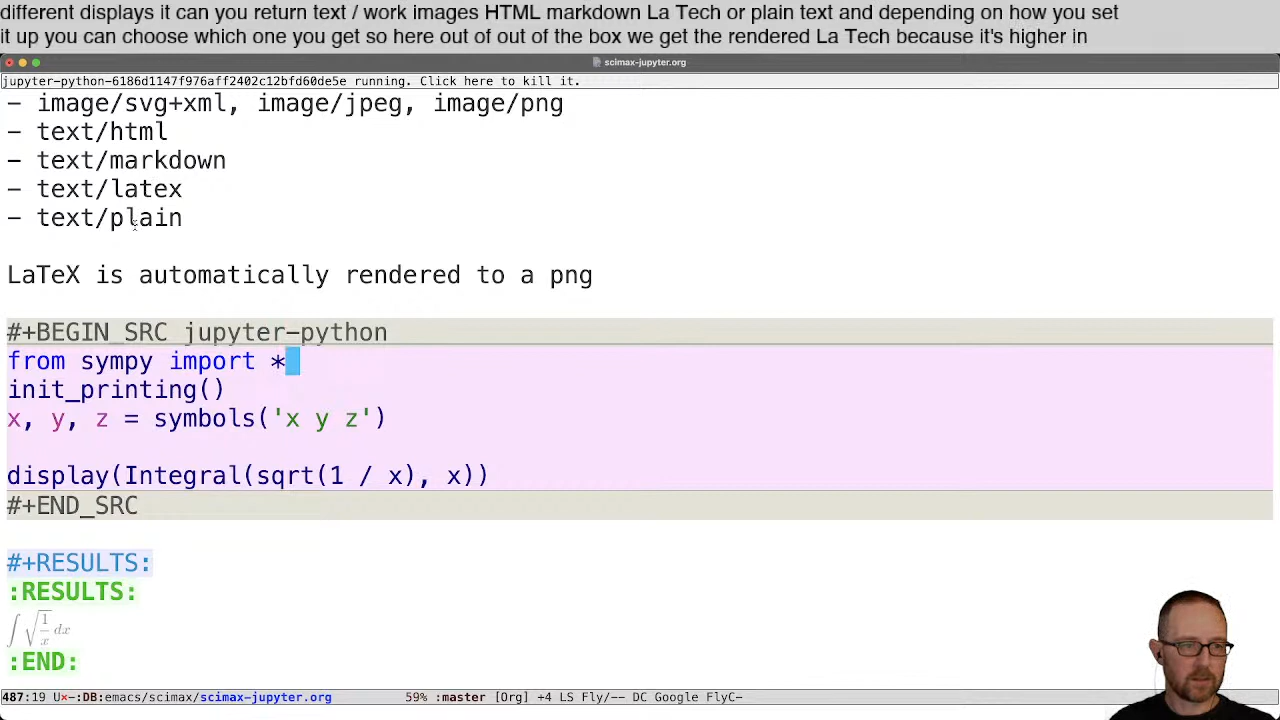 different displays it can you return text / work images HTML markdown La Tech or plain text and depending on how you set
it up you can choose which one you get so here out of out of the box we get the rendered La Tech because it's higher in
scimax-jupyter.org
jupyter-python-6186d1147f976aff2402c12bfd60de5e running. Click here to kill it.
- image/svg+xml, image/jpeg, image/png
- text/html
- text/markdown
- text/latex
- text/plain
LaTeX is automatically rendered to a png
#+BEGIN_SRC jupyter-python
from sympy import *
init_printing()
x, y, z = symbols('x y z')
display(Integral(sqrt(1 / x), x))
#+END_SRC
#+RESULTS:
:RESULTS:
∫ √(1/x) dx
:END:
487:19 U×-:DB:emacs/scimax/scimax-jupyter.org 59% :master [Org] +4 LS Fly/-- DC Google FlyC-